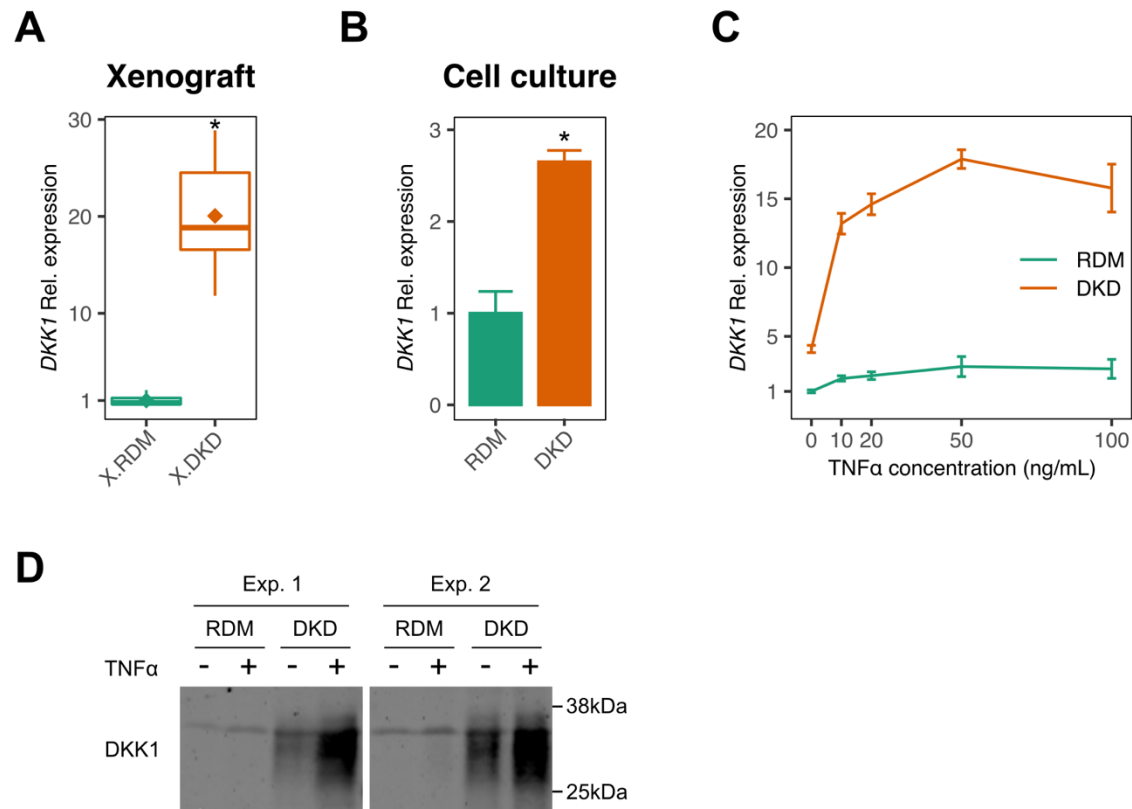 A
Xenograft
DKK1 Rel. expression
30
20
10
1
*
X.RDM
X.DKD
B
Cell culture
DKK1 Rel. expression
3
2
1
0
*
RDM
DKD
C
DKK1 Rel. expression
20
15
10
5
1
RDM
DKD
0 10 20 50 100
TNFα concentration (ng/mL)
D
Exp. 1 Exp. 2
RDM DKD RDM DKD
TNFα - + - + - + - +
38kDa
DKK1
25kDa